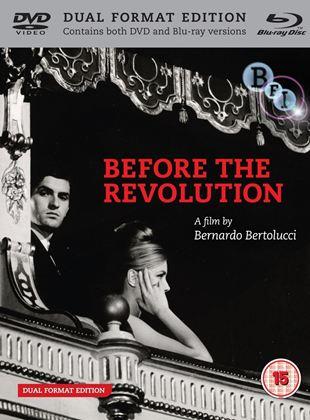 DVD
VIDEO
DUAL FORMAT EDITION
Contains both DVD and Blu-ray versions
Blu-ray Disc
BFI
BEFORE THE
REVOLUTION
A film by
Bernardo Bertolucci
15
DUAL FORMAT EDITION